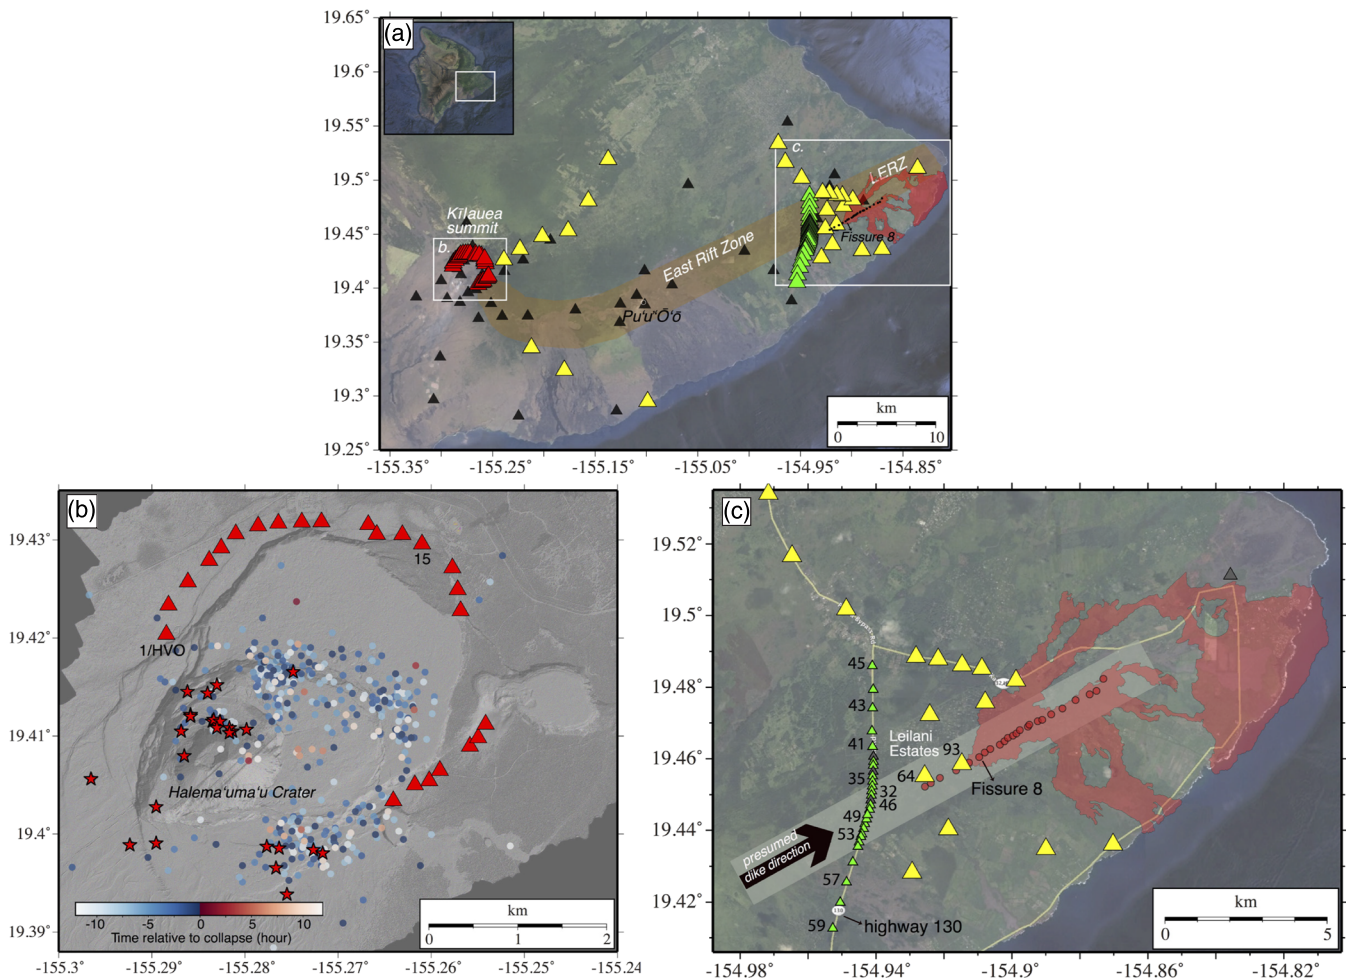 (a)
19.65°
19.6°
19.55°
19.5°
19.45°
19.4°
19.35°
19.3°
19.25°
-155.35°
-155.25°
-155.15°
-155.05°
-154.95°
-154.85°
c.
LERZ
Kīlauea
summit
b.
Fissure 8
East Rift Zone
PuʻuʻʻŌʻō
km
0
10
(b)
19.43°
19.42°
19.41°
19.4°
19.39°
-155.3°
-155.29°
-155.28°
-155.27°
-155.26°
-155.25°
-155.24°
15
1/HVO
Halemaʻumaʻu Crater
-10
-5
0
5
10
Time relative to collapse (hour)
km
0
1
2
(c)
19.52°
19.5°
19.48°
19.46°
19.44°
19.42°
-154.98°
-154.94°
-154.9°
-154.86°
-154.82°
45
43
41
Leilani
Estates
93
64
35
32
46
49
53
57
59
Fissure 8
presumed
dike direction
130
highway 130
km
0
5